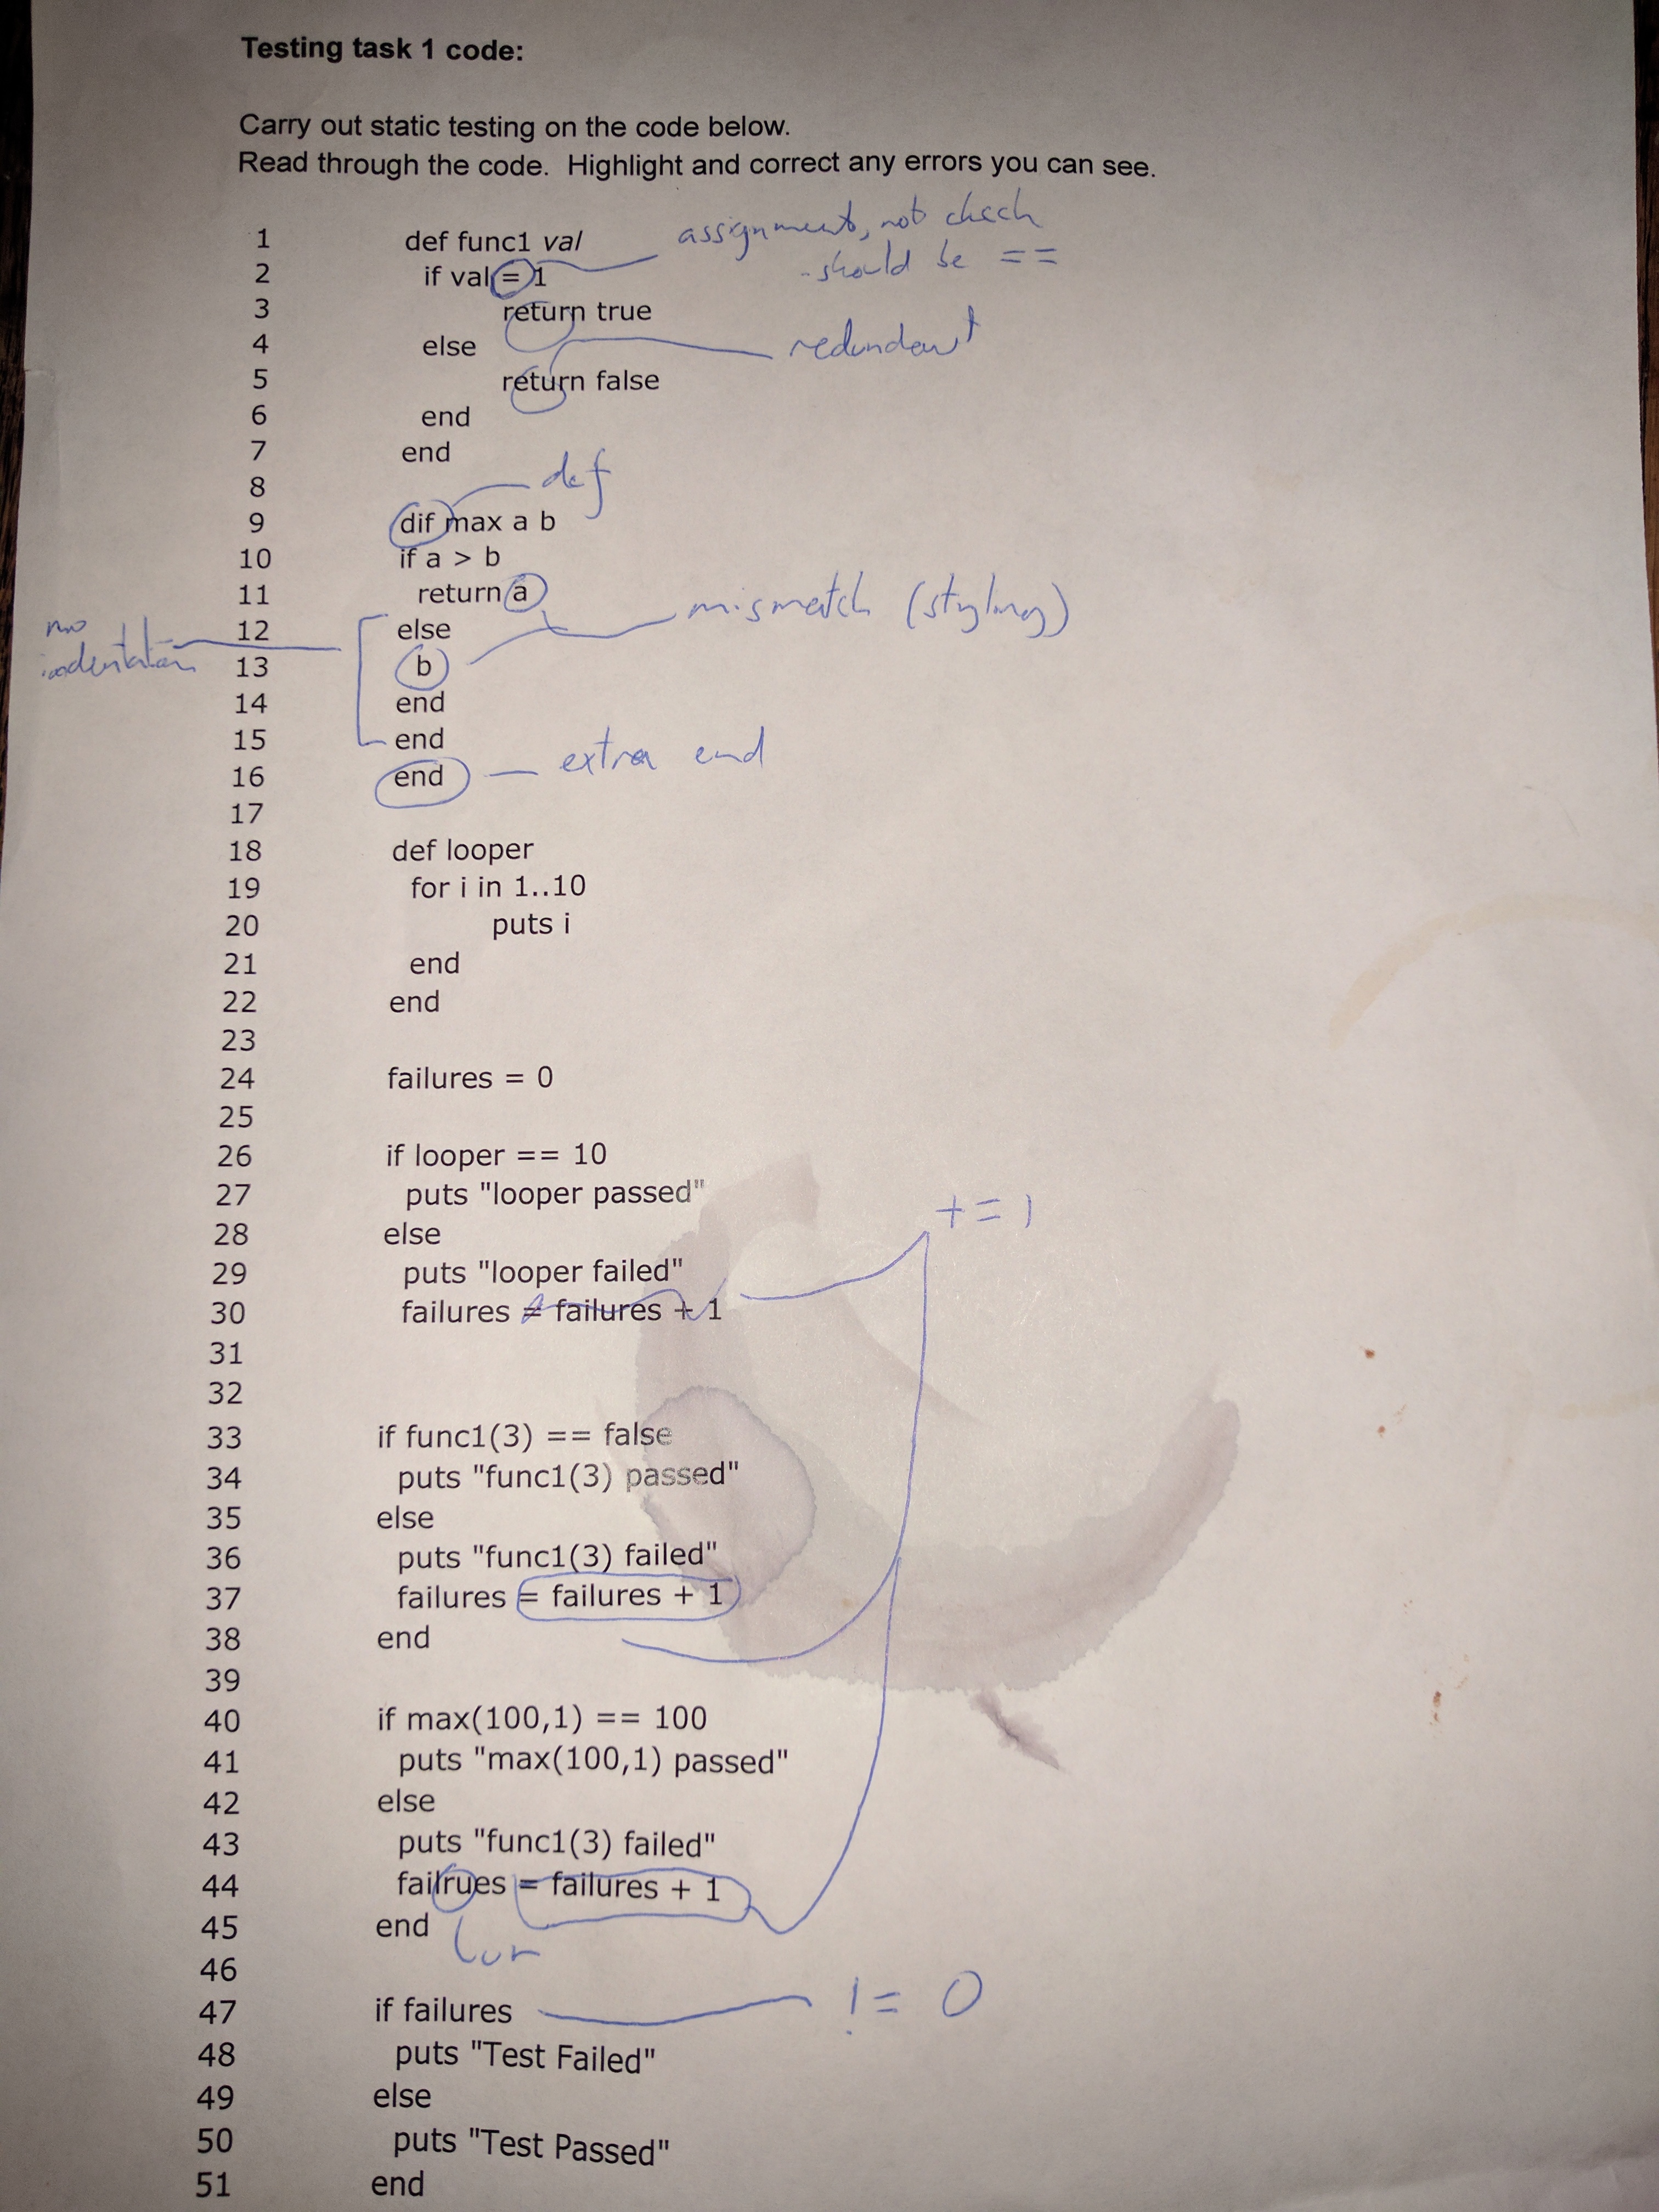 Testing task 1 code:
Carry out static testing on the code below.
Read through the code.  Highlight and correct any errors you can see.
1 def func1 val
assignment, not check
- should be ==
2 if val = 1
3 return true
4 else
redundant
5 return false
6 end
7 end
8
def
9 dif max a b
10 if a > b
11 return a
mismatch (styling)
no
indentation
12 else
13 b
14 end
15 end
16 end
extra end
17
18 def looper
19 for i in 1..10
20 puts i
21 end
22 end
23
24 failures = 0
25
26 if looper == 10
27 puts "looper passed"
+= 1
28 else
29 puts "looper failed"
30 failures = failures + 1
31
32
33 if func1(3) == false
34 puts "func1(3) passed"
35 else
36 puts "func1(3) failed"
37 failures = failures + 1
38 end
39
40 if max(100,1) == 100
41 puts "max(100,1) passed"
42 else
43 puts "func1(3) failed"
44 failrues = failures + 1
45 end
ur
46
47 if failures
!= 0
48 puts "Test Failed"
49 else
50 puts "Test Passed"
51 end